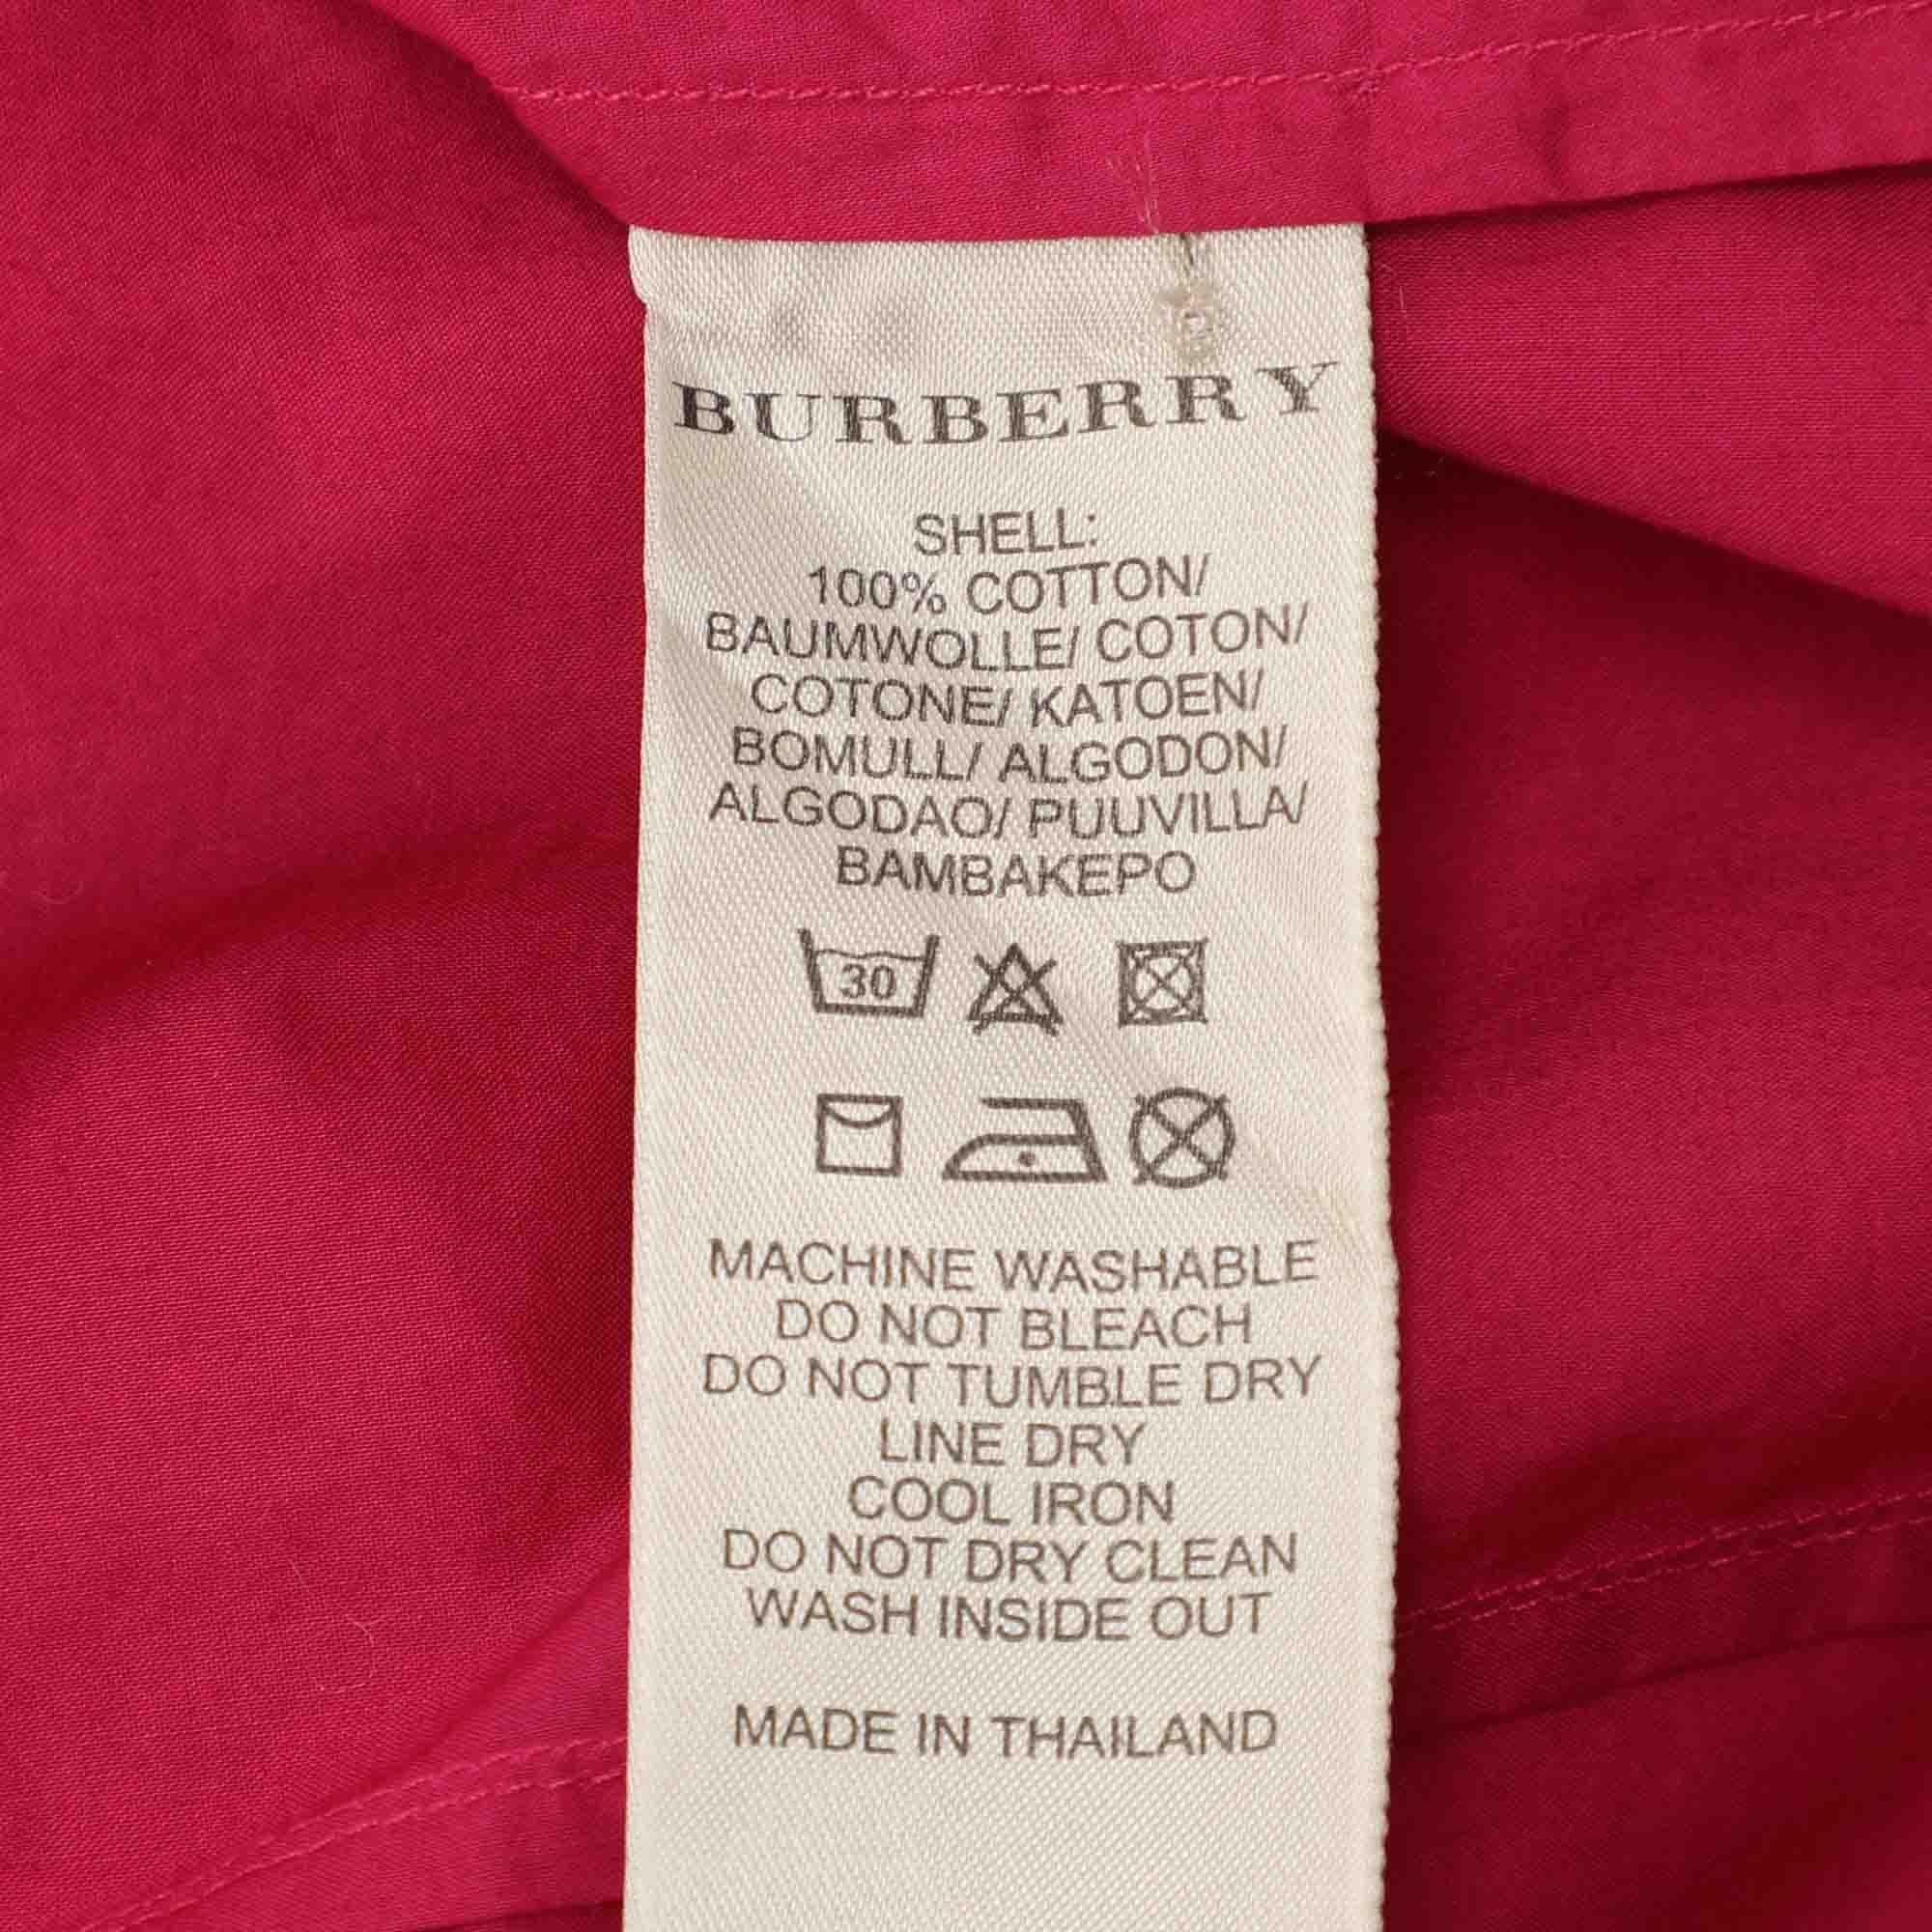 BURBERRY
SHELL:
100% COTTON/
BAUMWOLLE/ COTON/
COTONE/ KATOEN/
BOMULL/ ALGODON/
ALGODAO/ PUUVILLA/
BAMBAKEPO
30
MACHINE WASHABLE
DO NOT BLEACH
DO NOT TUMBLE DRY
LINE DRY
COOL IRON
DO NOT DRY CLEAN
WASH INSIDE OUT
MADE IN THAILAND